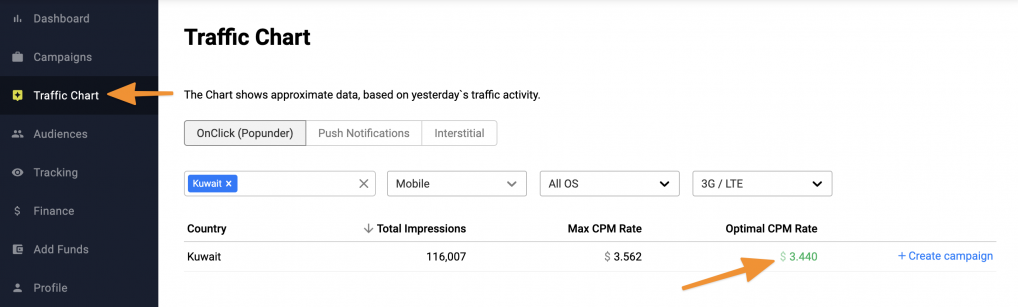 Dashboard
Campaigns
Traffic Chart
Audiences
Tracking
Finance
Add Funds
Profile
Traffic Chart
The Chart shows approximate data, based on yesterday`s traffic activity.
OnClick (Popunder) Push Notifications Interstitial
Kuwait × Mobile All OS 3G / LTE
Country Total Impressions Max CPM Rate Optimal CPM Rate
Kuwait 116,007 $ 3.562 $ 3.440 + Create campaign